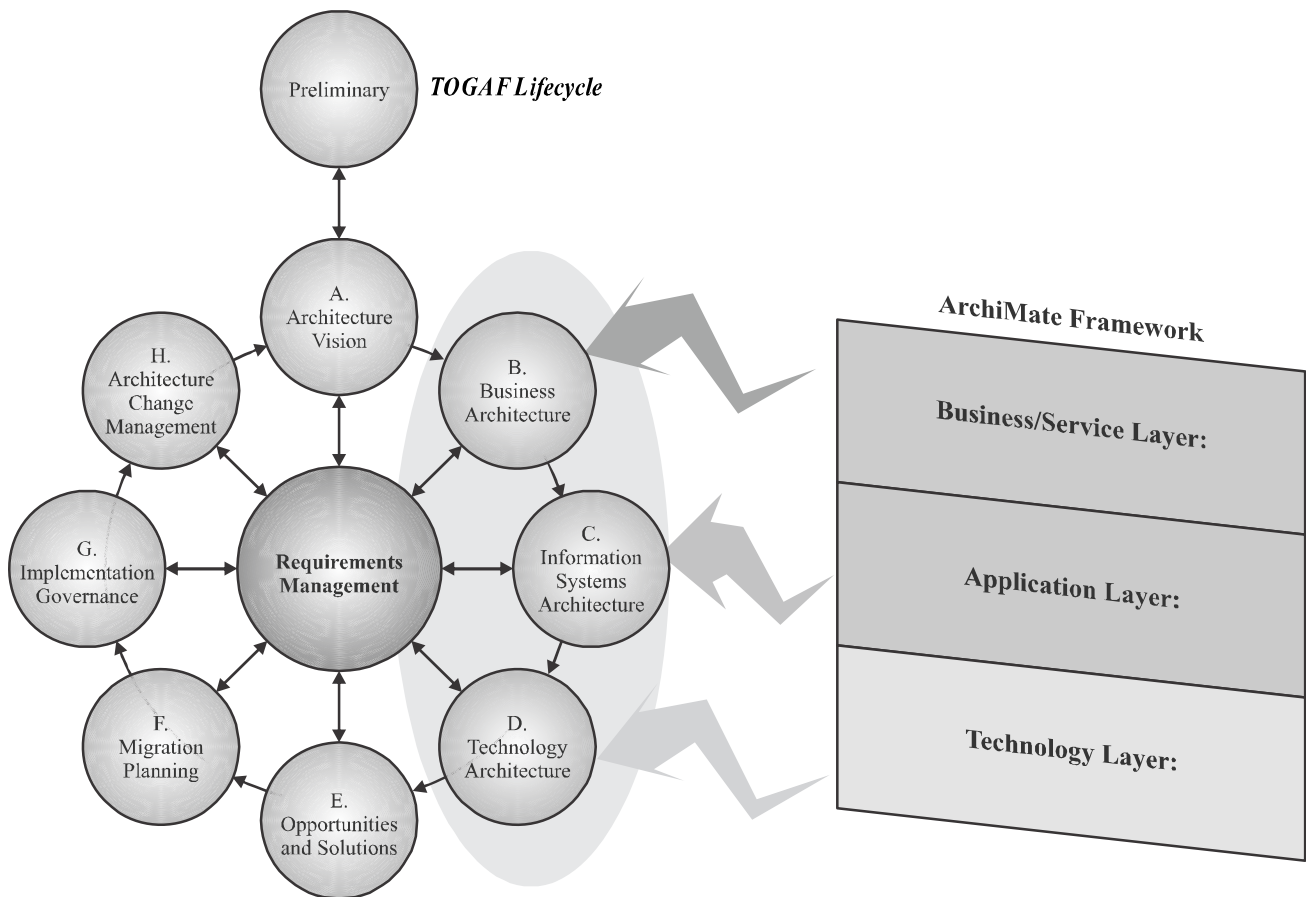 Preliminary
TOGAF Lifecycle
A.
Architecture
Vision
B.
Business
Architecture
C.
Information
Systems
Architecture
D.
Technology
Architecture
E.
Opportunities
and Solutions
F.
Migration
Planning
G.
Implementation
Governance
H.
Architecture
Change
Management
Requirements
Management
ArchiMate Framework
Business/Service Layer:
Application Layer:
Technology Layer: